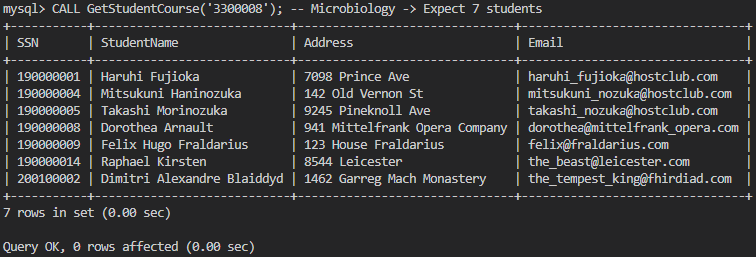 mysql> CALL GetStudentCourse('3300008'); -- Microbiology -> Expect 7 students
+-----------+----------------------------+------------------------------+--------------------------------+
| SSN       | StudentName                | Address                      | Email                          |
+-----------+----------------------------+------------------------------+--------------------------------+
| 190000001 | Haruhi Fujioka             | 7098 Prince Ave              | haruhi_fujioka@hostclub.com    |
| 190000004 | Mitsukuni Haninozuka       | 142 Old Vernon St            | mitsukuni_nozuka@hostclub.com  |
| 190000005 | Takashi Morinozuka         | 9245 Pineknoll Ave           | takashi_nozuka@hostclub.com    |
| 190000008 | Dorothea Arnault           | 941 Mittelfrank Opera Company | dorothea@mittelfrank_opera.com |
| 190000009 | Felix Hugo Fraldarius      | 123 House Fraldarius         | felix@fraldarius.com           |
| 190000014 | Raphael Kirsten            | 8544 Leicester               | the_beast@leicester.com        |
| 200100002 | Dimitri Alexandre Blaiddyd | 1462 Garreg Mach Monastery   | the_tempest_king@fhirdiad.com  |
+-----------+----------------------------+------------------------------+--------------------------------+
7 rows in set (0.00 sec)
Query OK, 0 rows affected (0.00 sec)